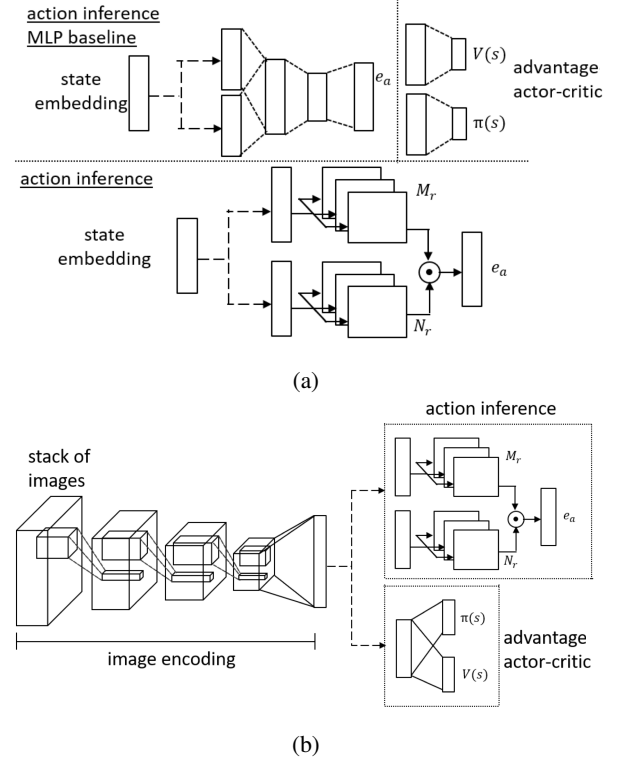 action inference
MLP baseline
state
embedding
e_a
V(s)
π(s)
advantage
actor-critic
action inference
state
embedding
M_r
N_r
e_a
(a)
action inference
stack of
images
M_r
N_r
e_a
image encoding
π(s)
V(s)
advantage
actor-critic
(b)